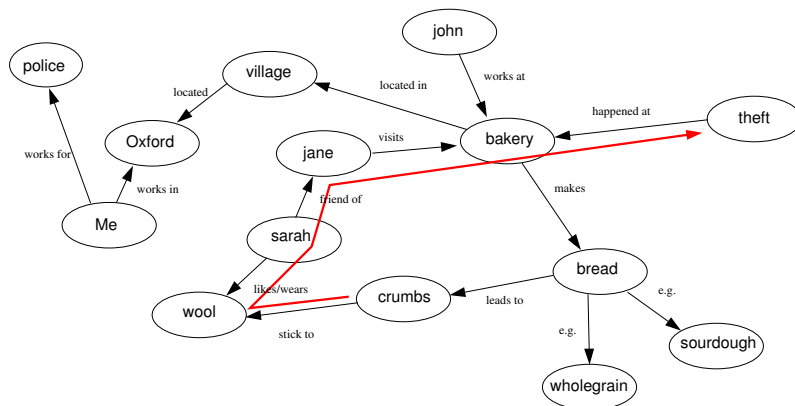 john
police
village
located
located in
works at
happened at
theft
Oxford
jane
visits
bakery
works for
works in
friend of
makes
Me
sarah
bread
likes/wears
crumbs
leads to
e.g.
wool
stick to
e.g.
sourdough
wholegrain